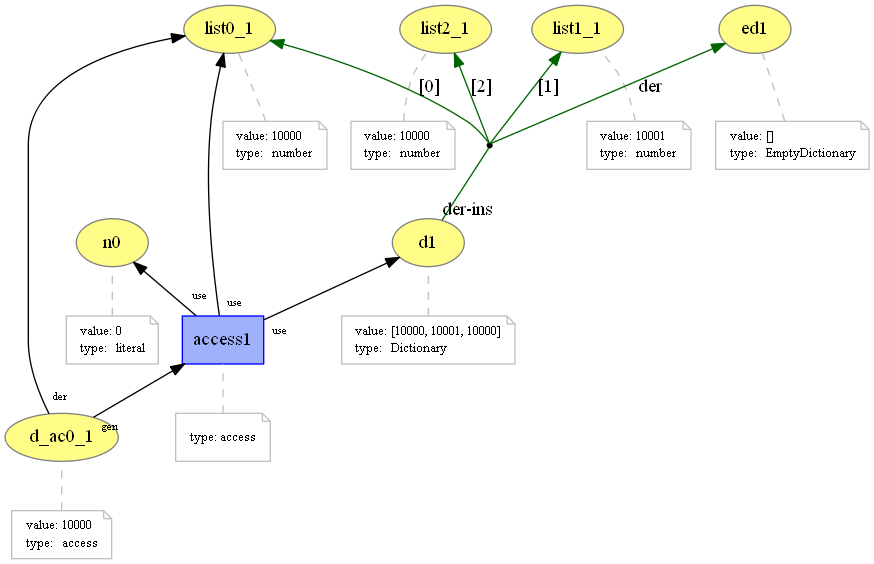 list0_1
list2_1
list1_1
ed1
[0]
[2]
[1]
der
value: 10000
type: number
value: 10000
type: number
value: 10001
type: number
value: []
type: EmptyDictionary
der-ins
n0
d1
use
use
use
value: 0
type: literal
access1
value: [10000, 10001, 10000]
type: Dictionary
der
gen
d_ac0_1
type: access
value: 10000
type: access